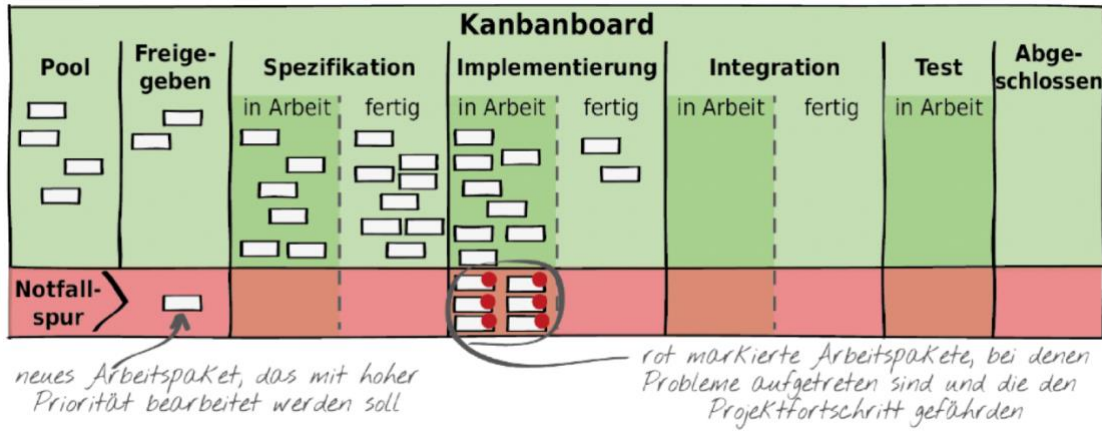 Kanbanboard
Pool
Freige-
geben
Spezifikation
Implementierung
Integration
Test
Abge-
schlossen
in Arbeit
fertig
in Arbeit
fertig
in Arbeit
fertig
in Arbeit
Notfall-
spur
neues Arbeitspaket, das mit hoher
Priorität bearbeitet werden soll
rot markierte Arbeitspakete, bei denen
Probleme aufgetreten sind und die den
Projektfortschritt gefährden